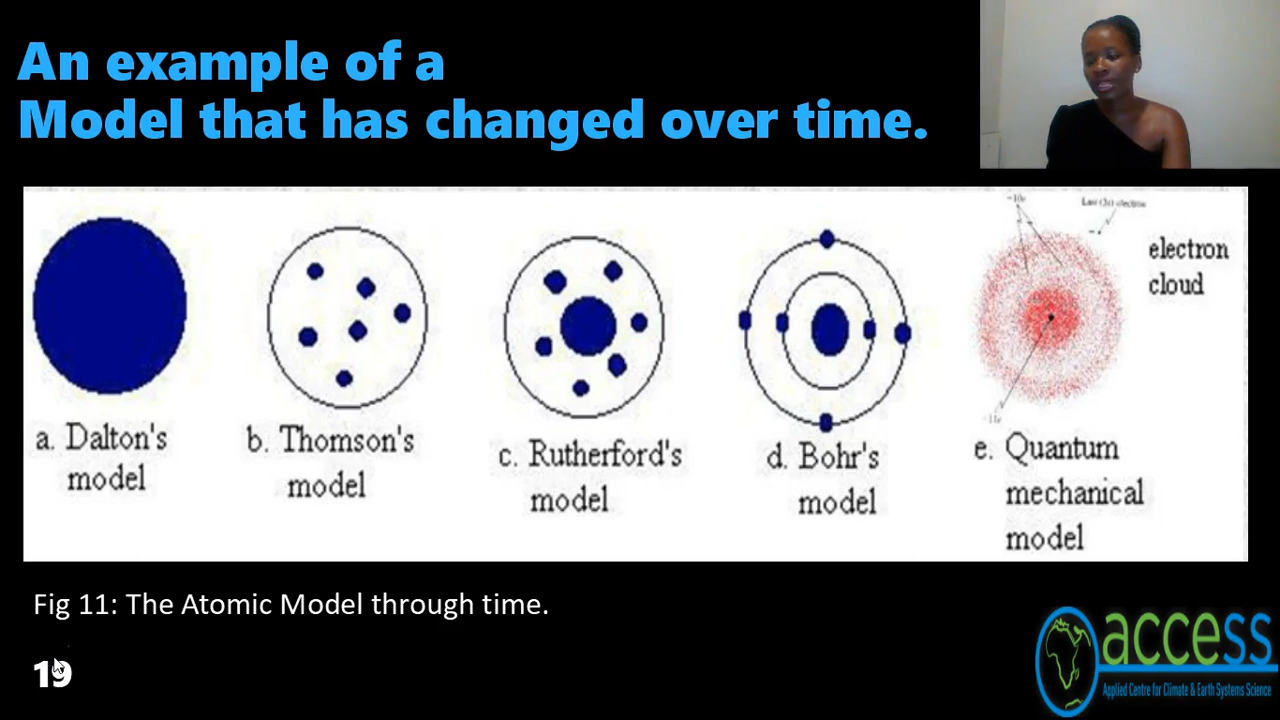 An example of a
Model that has changed over time.
electron
cloud
a. Dalton's
model
b. Thomson's
model
c. Rutherford's
model
d. Bohr's
model
e. Quantum
mechanical
model
Fig 11: The Atomic Model through time.
19
access
Applied Centre for Climate & Earth Systems Science